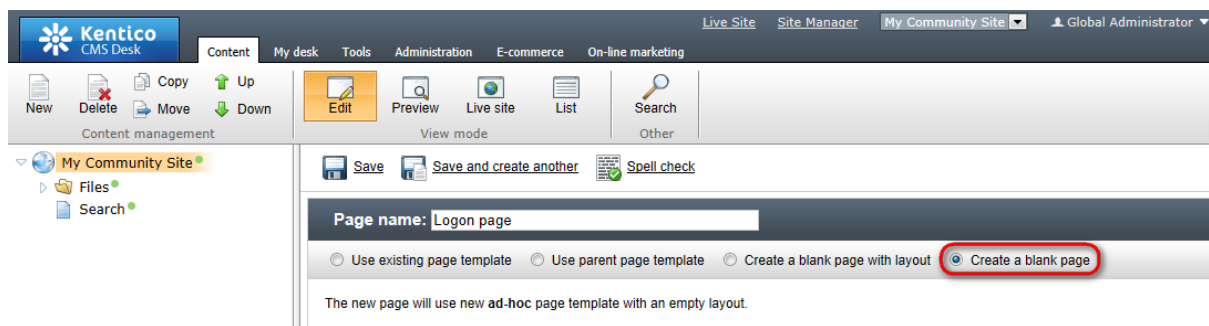 Kentico
CMS Desk
Live Site Site Manager My Community Site Global Administrator
Content My desk Tools Administration E-commerce On-line marketing
New Delete Copy Move Up Down Edit Preview Live site List Search
Content management View mode Other
My Community Site
Files
Search
Save Save and create another Spell check
Page name: Logon page
Use existing page template Use parent page template Create a blank page with layout Create a blank page
The new page will use new ad-hoc page template with an empty layout.